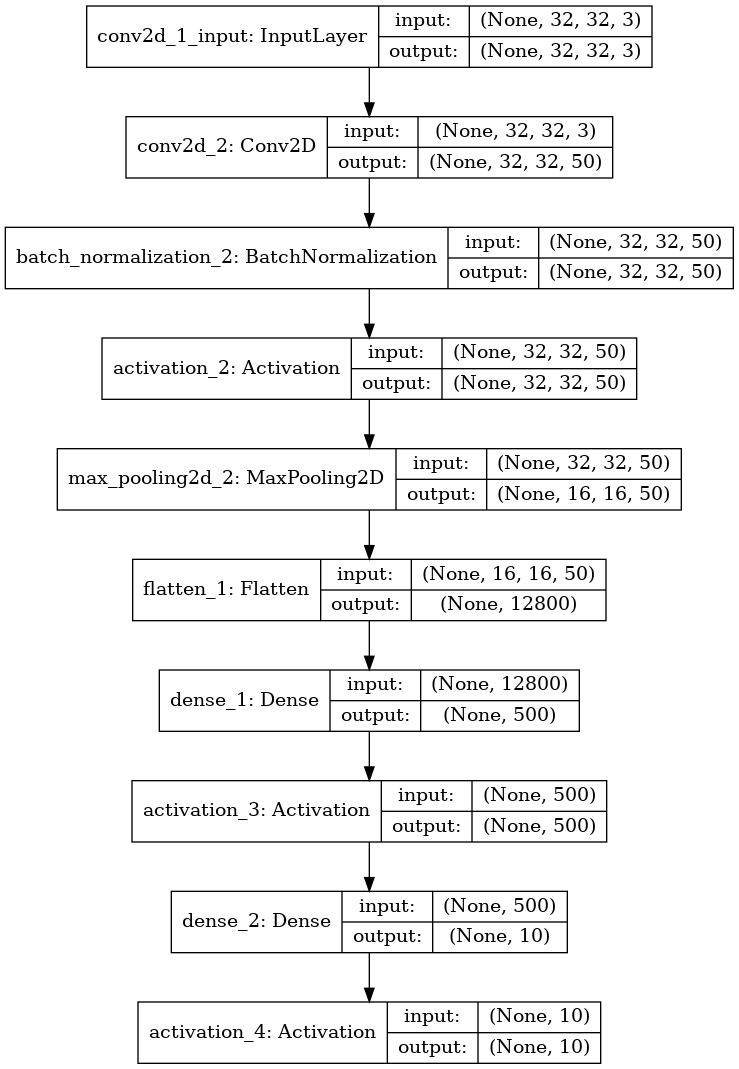 conv2d_1_input: InputLayer
input:
(None, 32, 32, 3)
output:
(None, 32, 32, 3)
conv2d_2: Conv2D
input:
(None, 32, 32, 3)
output:
(None, 32, 32, 50)
batch_normalization_2: BatchNormalization
input:
(None, 32, 32, 50)
output:
(None, 32, 32, 50)
activation_2: Activation
input:
(None, 32, 32, 50)
output:
(None, 32, 32, 50)
max_pooling2d_2: MaxPooling2D
input:
(None, 32, 32, 50)
output:
(None, 16, 16, 50)
flatten_1: Flatten
input:
(None, 16, 16, 50)
output:
(None, 12800)
dense_1: Dense
input:
(None, 12800)
output:
(None, 500)
activation_3: Activation
input:
(None, 500)
output:
(None, 500)
dense_2: Dense
input:
(None, 500)
output:
(None, 10)
activation_4: Activation
input:
(None, 10)
output:
(None, 10)